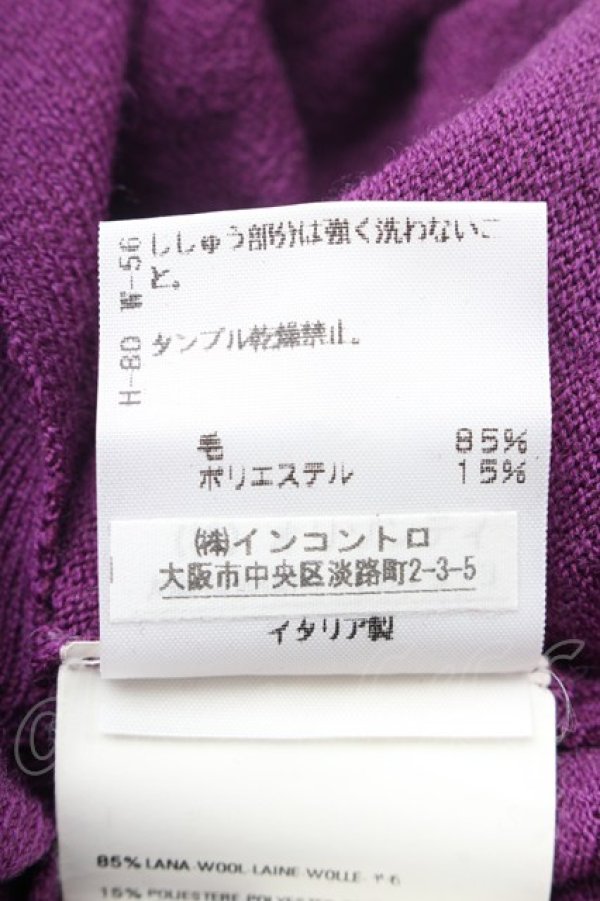 H-80 W-56
ししゅう部分は強く洗わないこ
と。
タンブル乾燥禁止。
毛 85%
ポリエステル 15%
(株)インコントロ
大阪市中央区淡路町2-3-5
イタリア製
85% LANA-WOOL-LAINE-WOLLE-
15%